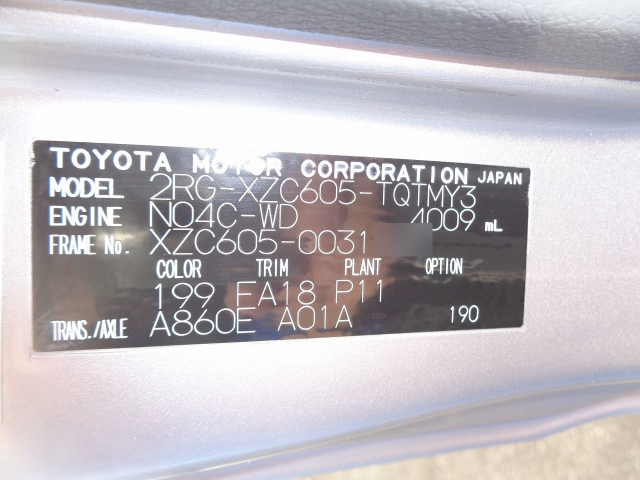 TOYOTA MOTOR CORPORATION JAPAN
MODEL 2RG-XZC605-TQTMY3
ENGINE N04C-WD 4009 mL
FRAME No. XZC605-0031
COLOR TRIM PLANT OPTION
199 EA18 P11
TRANS./AXLE A860E A01A 190